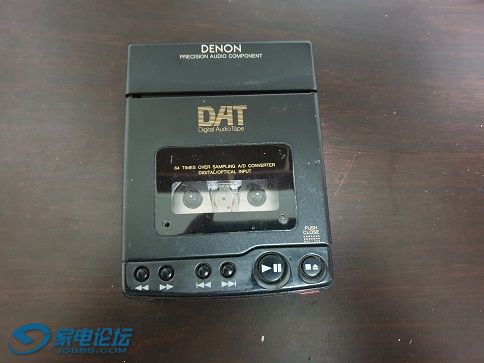 DENON
PRECISION AUDIO COMPONENT
DAT
Digital Audio Tape
64 TIMES OVER SAMPLING A/D CONVERTER
DIGITAL/OPTICAL INPUT
PUSH
CLOSE
家电论坛
JDBBS.COM